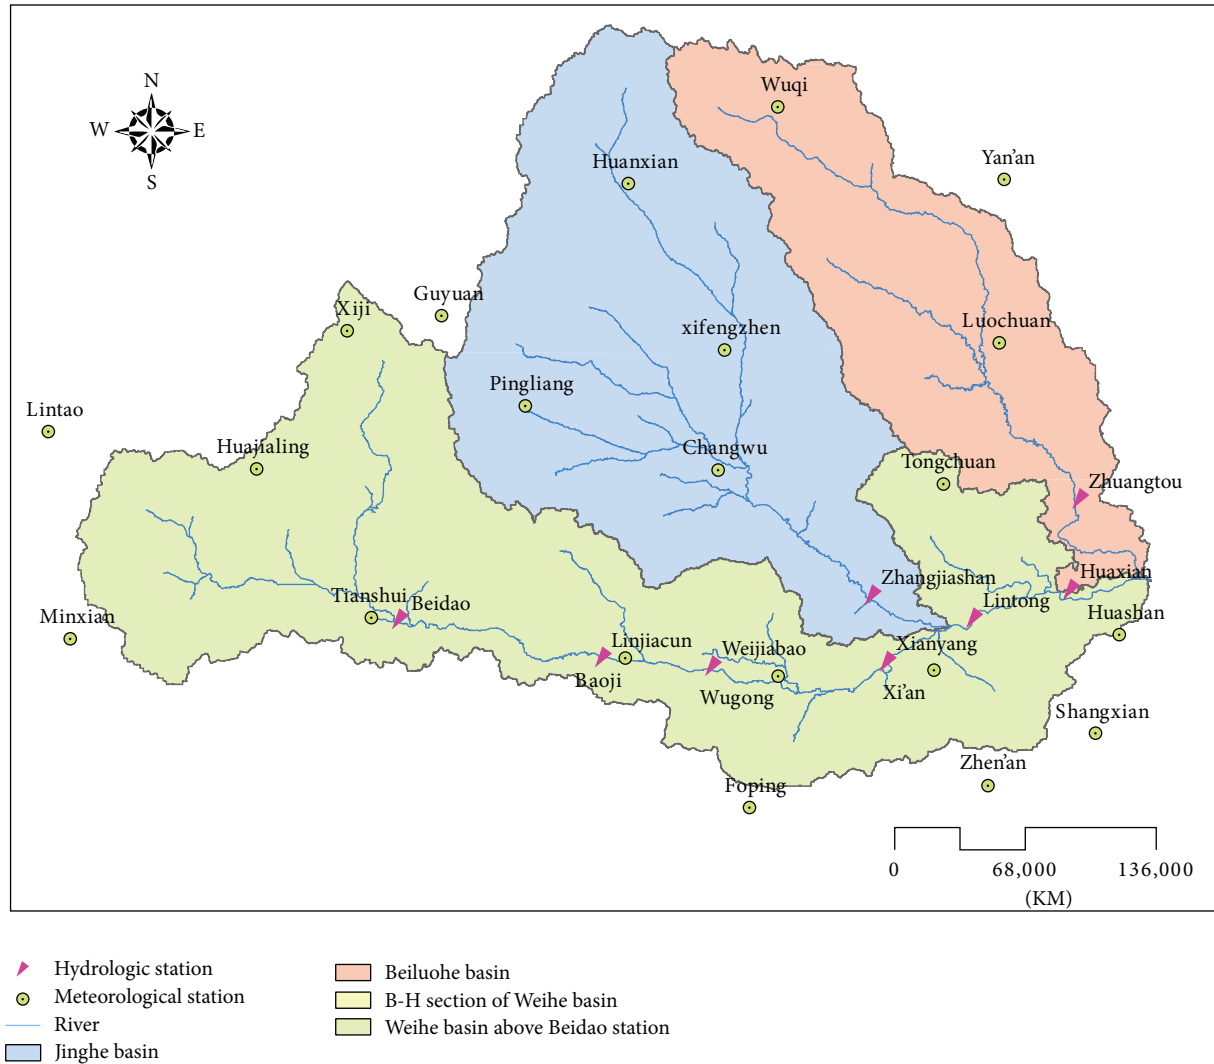 Wuqi
N
W E
S
Yan'an
Huanxian
Guyuan
Xiji
Luochuan
xifengzhen
Pingliang
Lintao
Huajialing
Changwu
Tongchuan
Zhuangtou
Zhangjiashan
Huaxian
Tianshui
Beidao
Lintong
Minxian
Huashan
Linjiacun
Weijiabao
Xianyang
Baoji
Wugong
Xi'an
Shangxian
Zhen'an
Foping
0 68,000 136,000
(KM)
Hydrologic station
Meteorological station
River
Jinghe basin
Beiluohe basin
B-H section of Weihe basin
Weihe basin above Beidao station